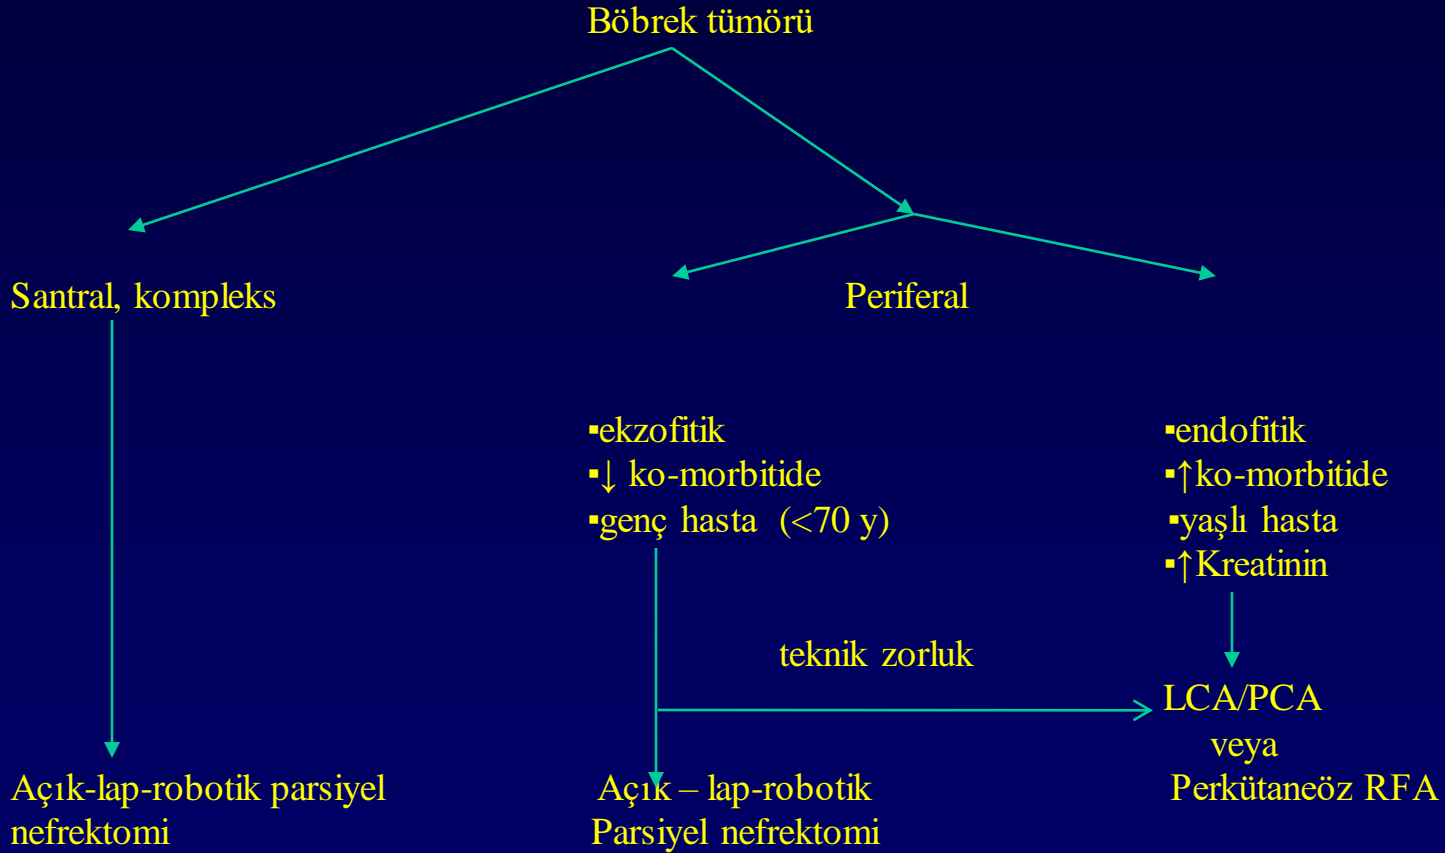 Böbrek tümörü
Santral, kompleks
Periferal
▪ekzofitik
▪↓ ko-morbitide
▪genç hasta (<70 y)
▪endofitik
▪↑ko-morbitide
▪yaşlı hasta
▪↑Kreatinin
teknik zorluk
LCA/PCA
veya
Perkütaneöz RFA
Açık-lap-robotik parsiyel
nefrektomi
Açık – lap-robotik
Parsiyel nefrektomi